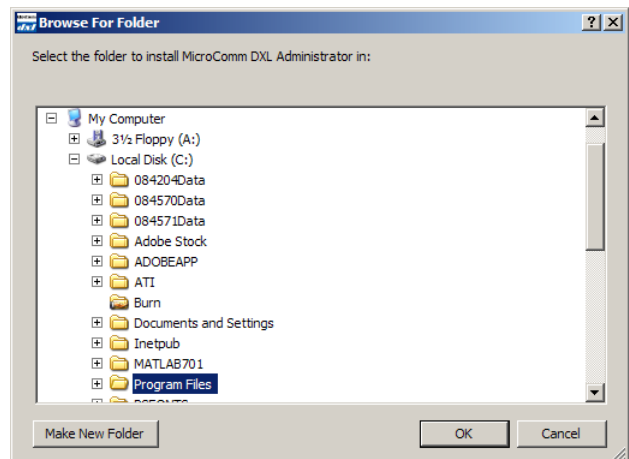 Browse For Folder
Select the folder to install MicroComm DXL Administrator in:
My Computer
3½ Floppy (A:)
Local Disk (C:)
084204Data
084570Data
084571Data
Adobe Stock
ADOBEAPP
ATI
Burn
Documents and Settings
Inetpub
MATLAB701
Program Files
Make New Folder
OK
Cancel